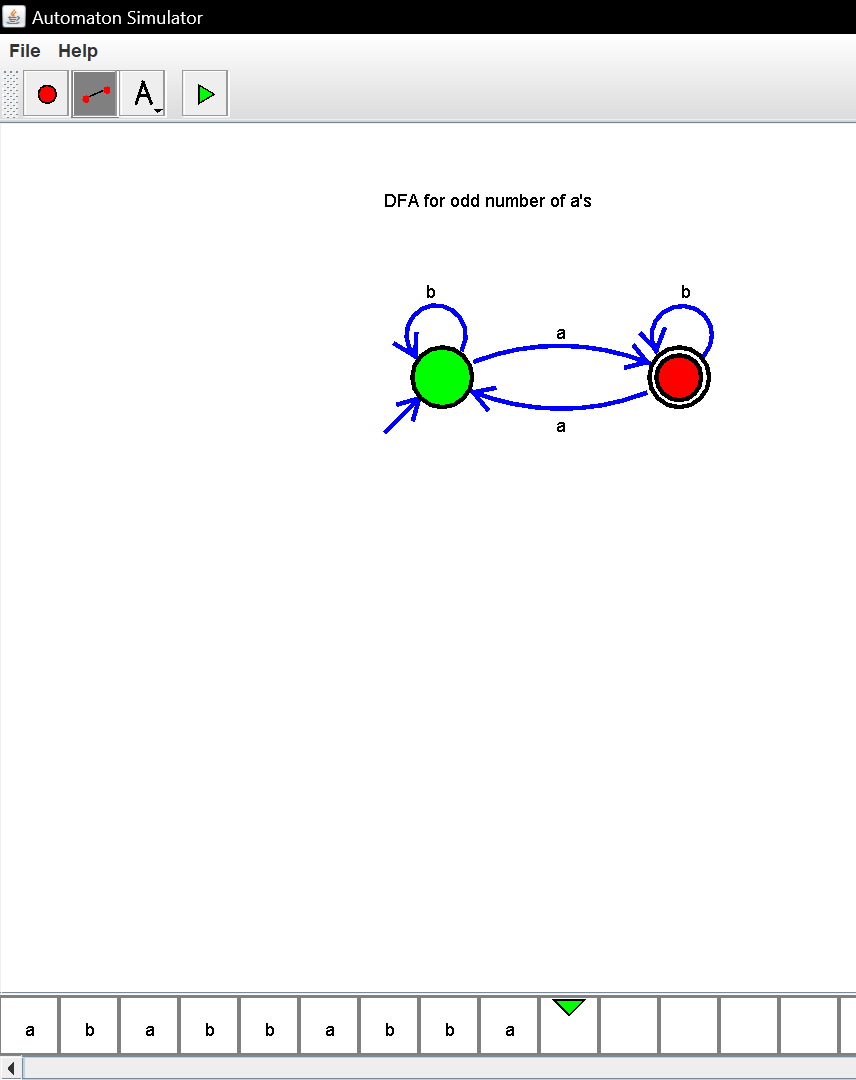 Automaton Simulator
File Help
A
DFA for odd number of a's
b b
a
a
a b a b b a b b a